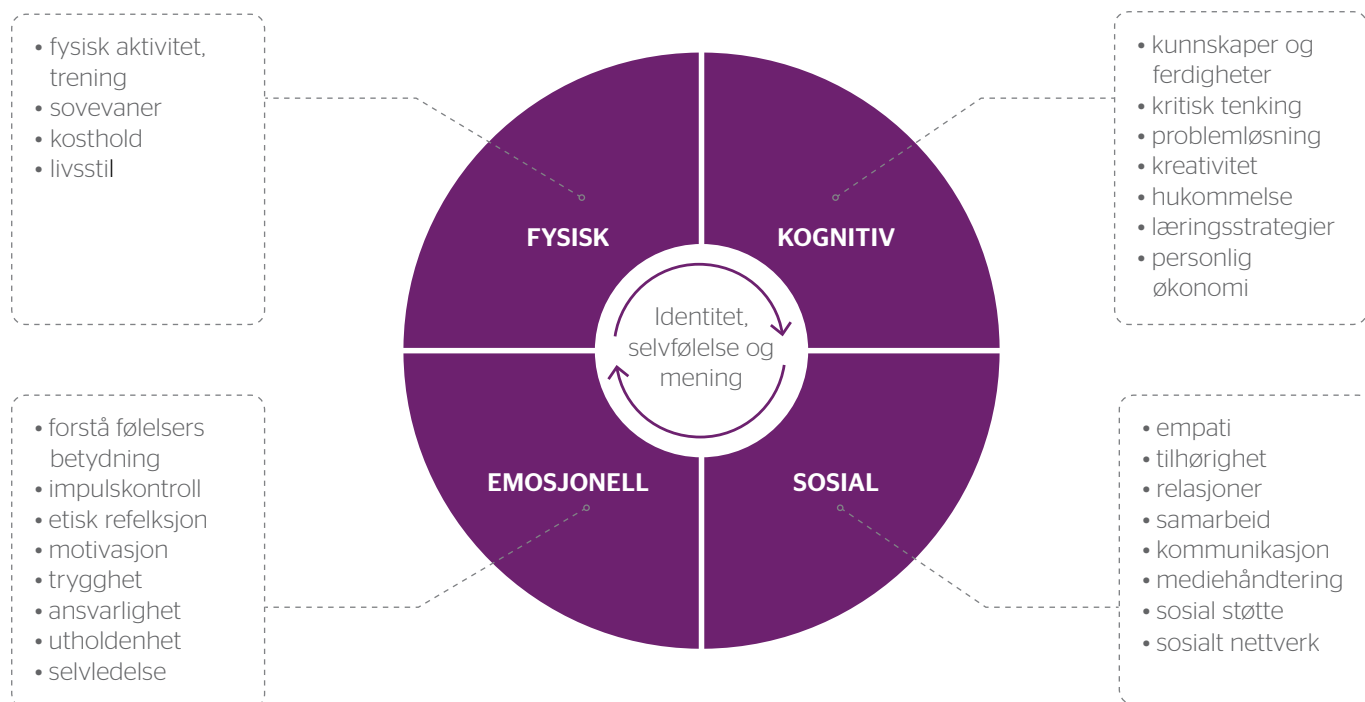 • fysisk aktivitet,
trening
• sovevaner
• kosthold
• livsstil
FYSISK
KOGNITIV
• kunnskaper og
ferdigheter
• kritisk tenking
• problemløsning
• kreativitet
• hukommelse
• læringsstrategier
• personlig
økonomi
Identitet,
selvfølelse og
mening
• forstå følelsers
betydning
• impulskontroll
• etisk refelksjon
• motivasjon
• trygghet
• ansvarlighet
• utholdenhet
• selvledelse
EMOSJONELL
SOSIAL
• empati
• tilhørighet
• relasjoner
• samarbeid
• kommunikasjon
• mediehåndtering
• sosial støtte
• sosialt nettverk